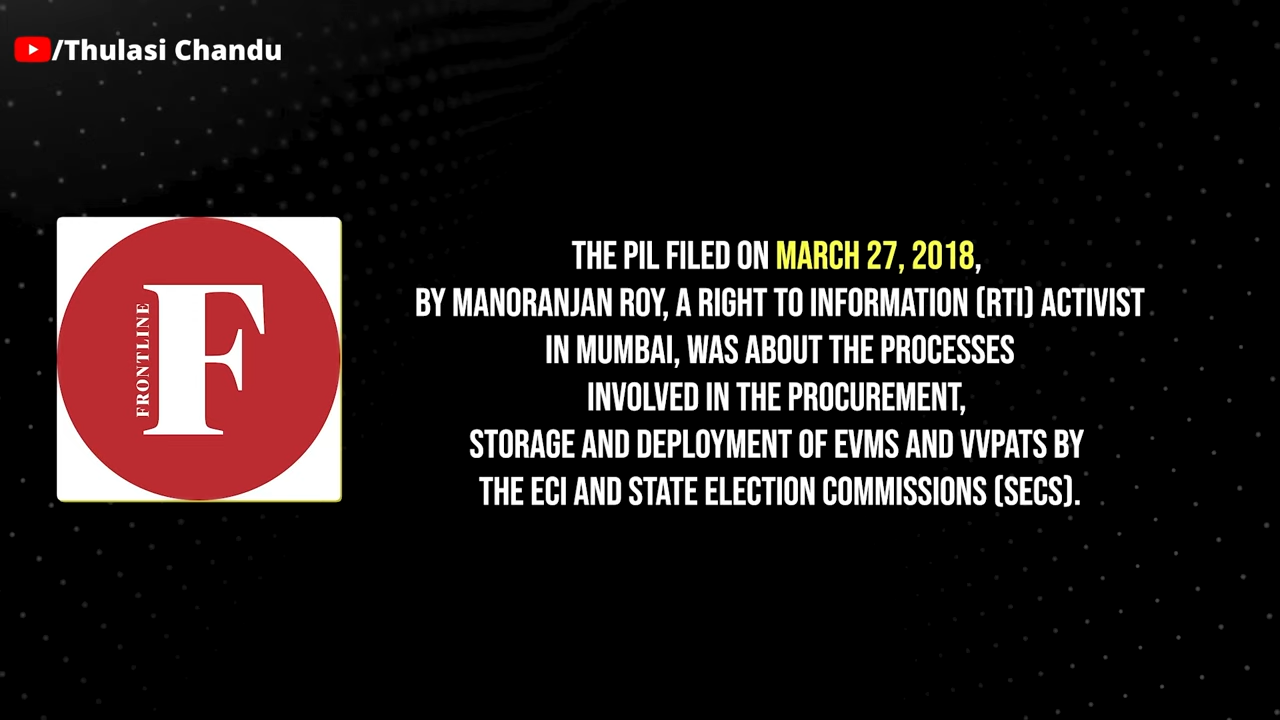 /Thulasi Chandu
FRONTLINE
F
THE PIL FILED ON MARCH 27, 2018,
BY MANORANJAN ROY, A RIGHT TO INFORMATION (RTI) ACTIVIST
IN MUMBAI, WAS ABOUT THE PROCESSES
INVOLVED IN THE PROCUREMENT,
STORAGE AND DEPLOYMENT OF EVMS AND VVPATS BY
THE ECI AND STATE ELECTION COMMISSIONS (SECS).